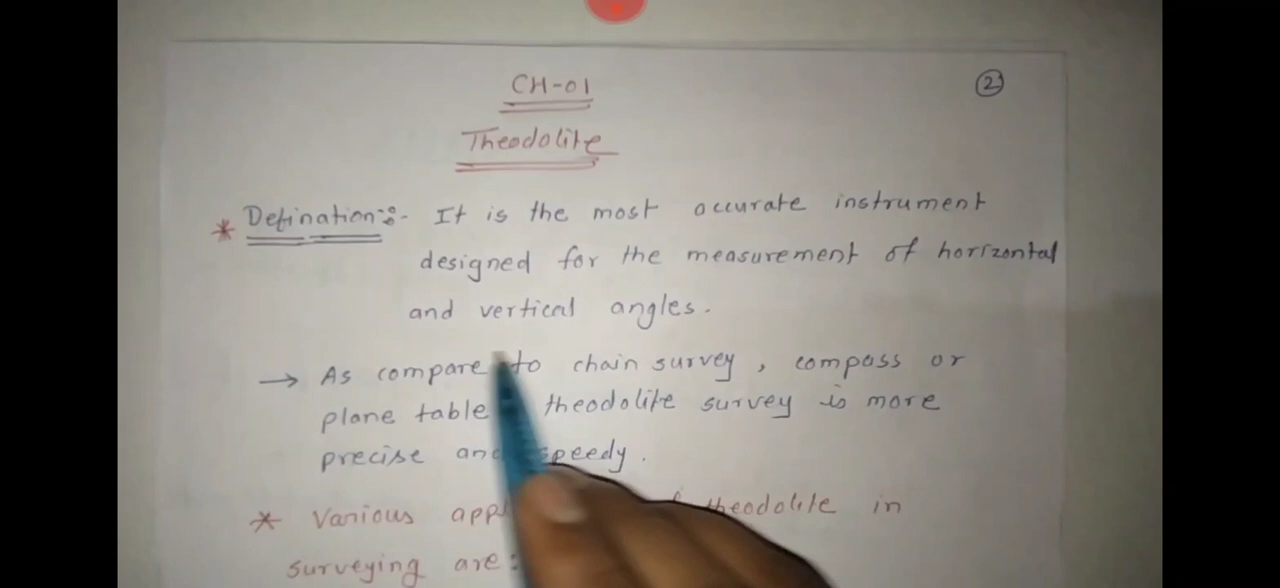 CH-01
2
Theodolite
* Defination:- It is the most accurate instrument
designed for the measurement of horizontal
and vertical angles.
→ As compare to chain survey, compass or
plane table theodolite survey is more
precise and speedy.
* Various theodolite in
surveying are: